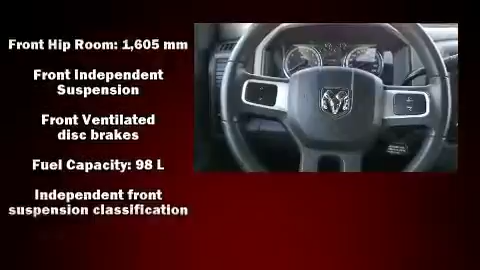 Front Hip Room: 1,605 mm
Front Independent
Suspension
Front Ventilated
disc brakes
Fuel Capacity: 98 L
Independent front
suspension classification